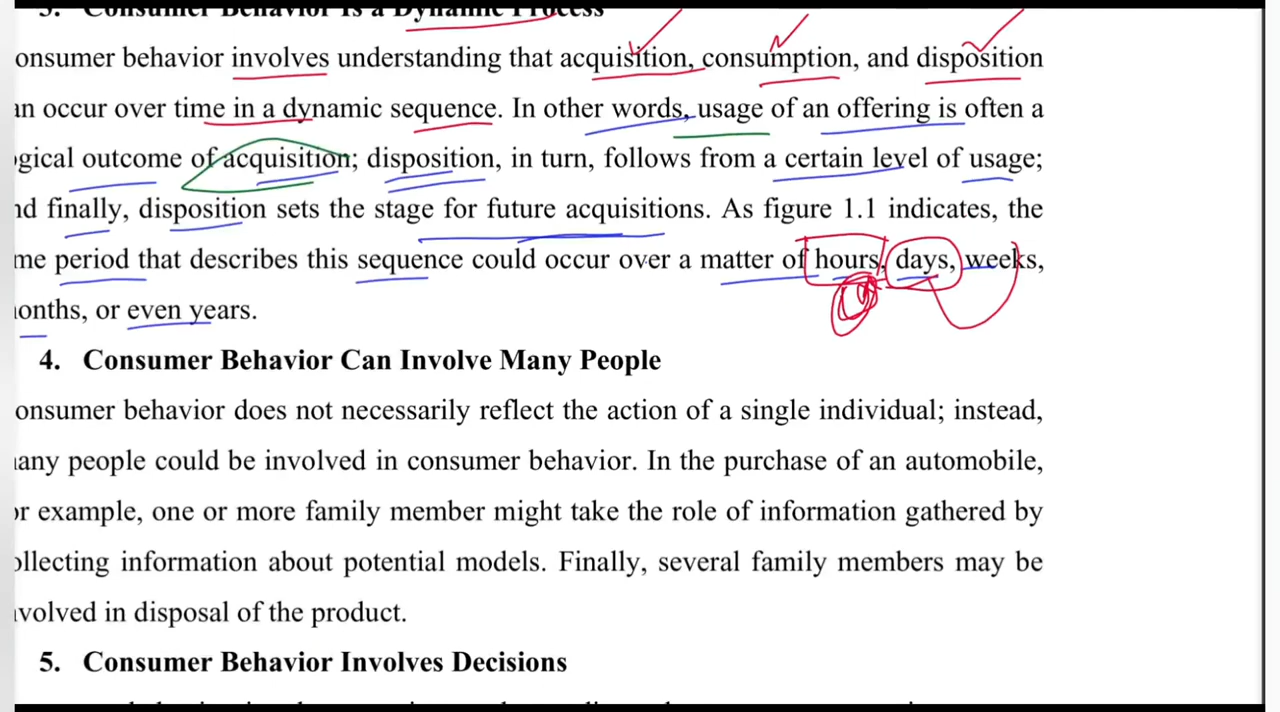 3. Consumer Behavior Is a Dynamic Process
onsumer behavior involves understanding that acquisition, consumption, and disposition
an occur over time in a dynamic sequence. In other words, usage of an offering is often a
gical outcome of acquisition; disposition, in turn, follows from a certain level of usage;
nd finally, disposition sets the stage for future acquisitions. As figure 1.1 indicates, the
me period that describes this sequence could occur over a matter of hours, days, weeks,
onths, or even years.
4. Consumer Behavior Can Involve Many People
onsumer behavior does not necessarily reflect the action of a single individual; instead,
any people could be involved in consumer behavior. In the purchase of an automobile,
or example, one or more family member might take the role of information gathered by
ollecting information about potential models. Finally, several family members may be
nvolved in disposal of the product.
5. Consumer Behavior Involves Decisions